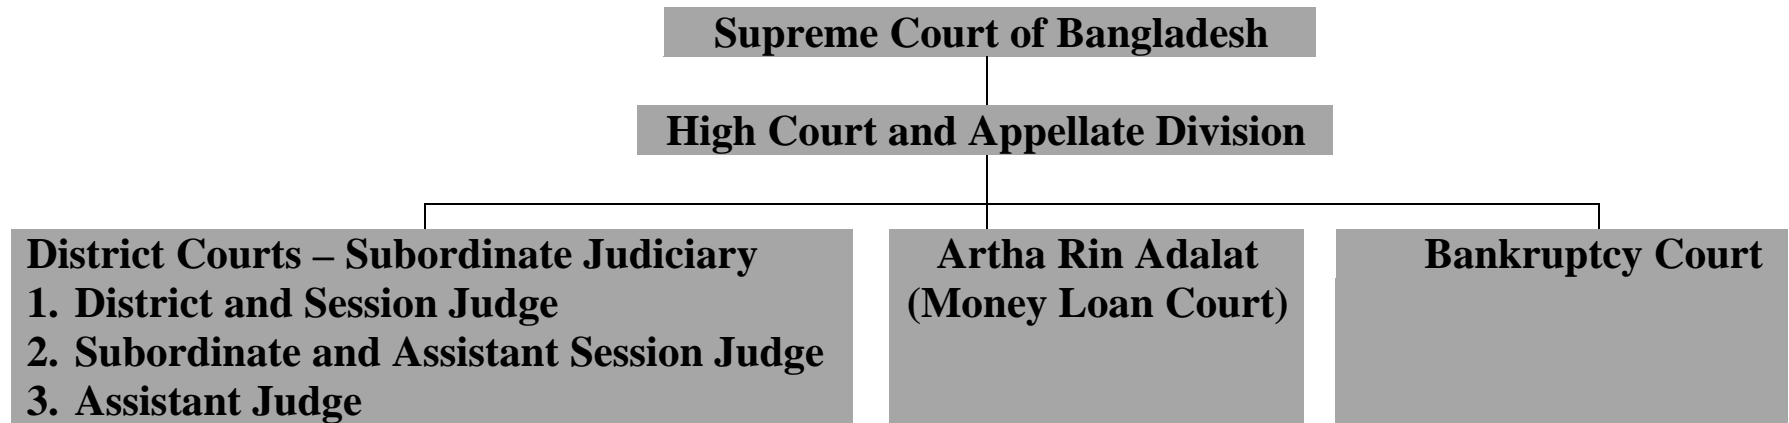 Supreme Court of Bangladesh
High Court and Appellate Division
District Courts – Subordinate Judiciary
1. District and Session Judge
2. Subordinate and Assistant Session Judge
3. Assistant Judge
Artha Rin Adalat
(Money Loan Court)
Bankruptcy Court